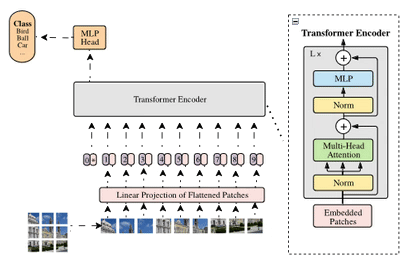 Class
Bird
Ball
Car
...
MLP
Head
Transformer Encoder
0 * 1 2 3 4 5 6 7 8 9
Linear Projection of Flattened Patches
Transformer Encoder
L ×
+
MLP
Norm
+
Multi-Head
Attention
Norm
Embedded
Patches